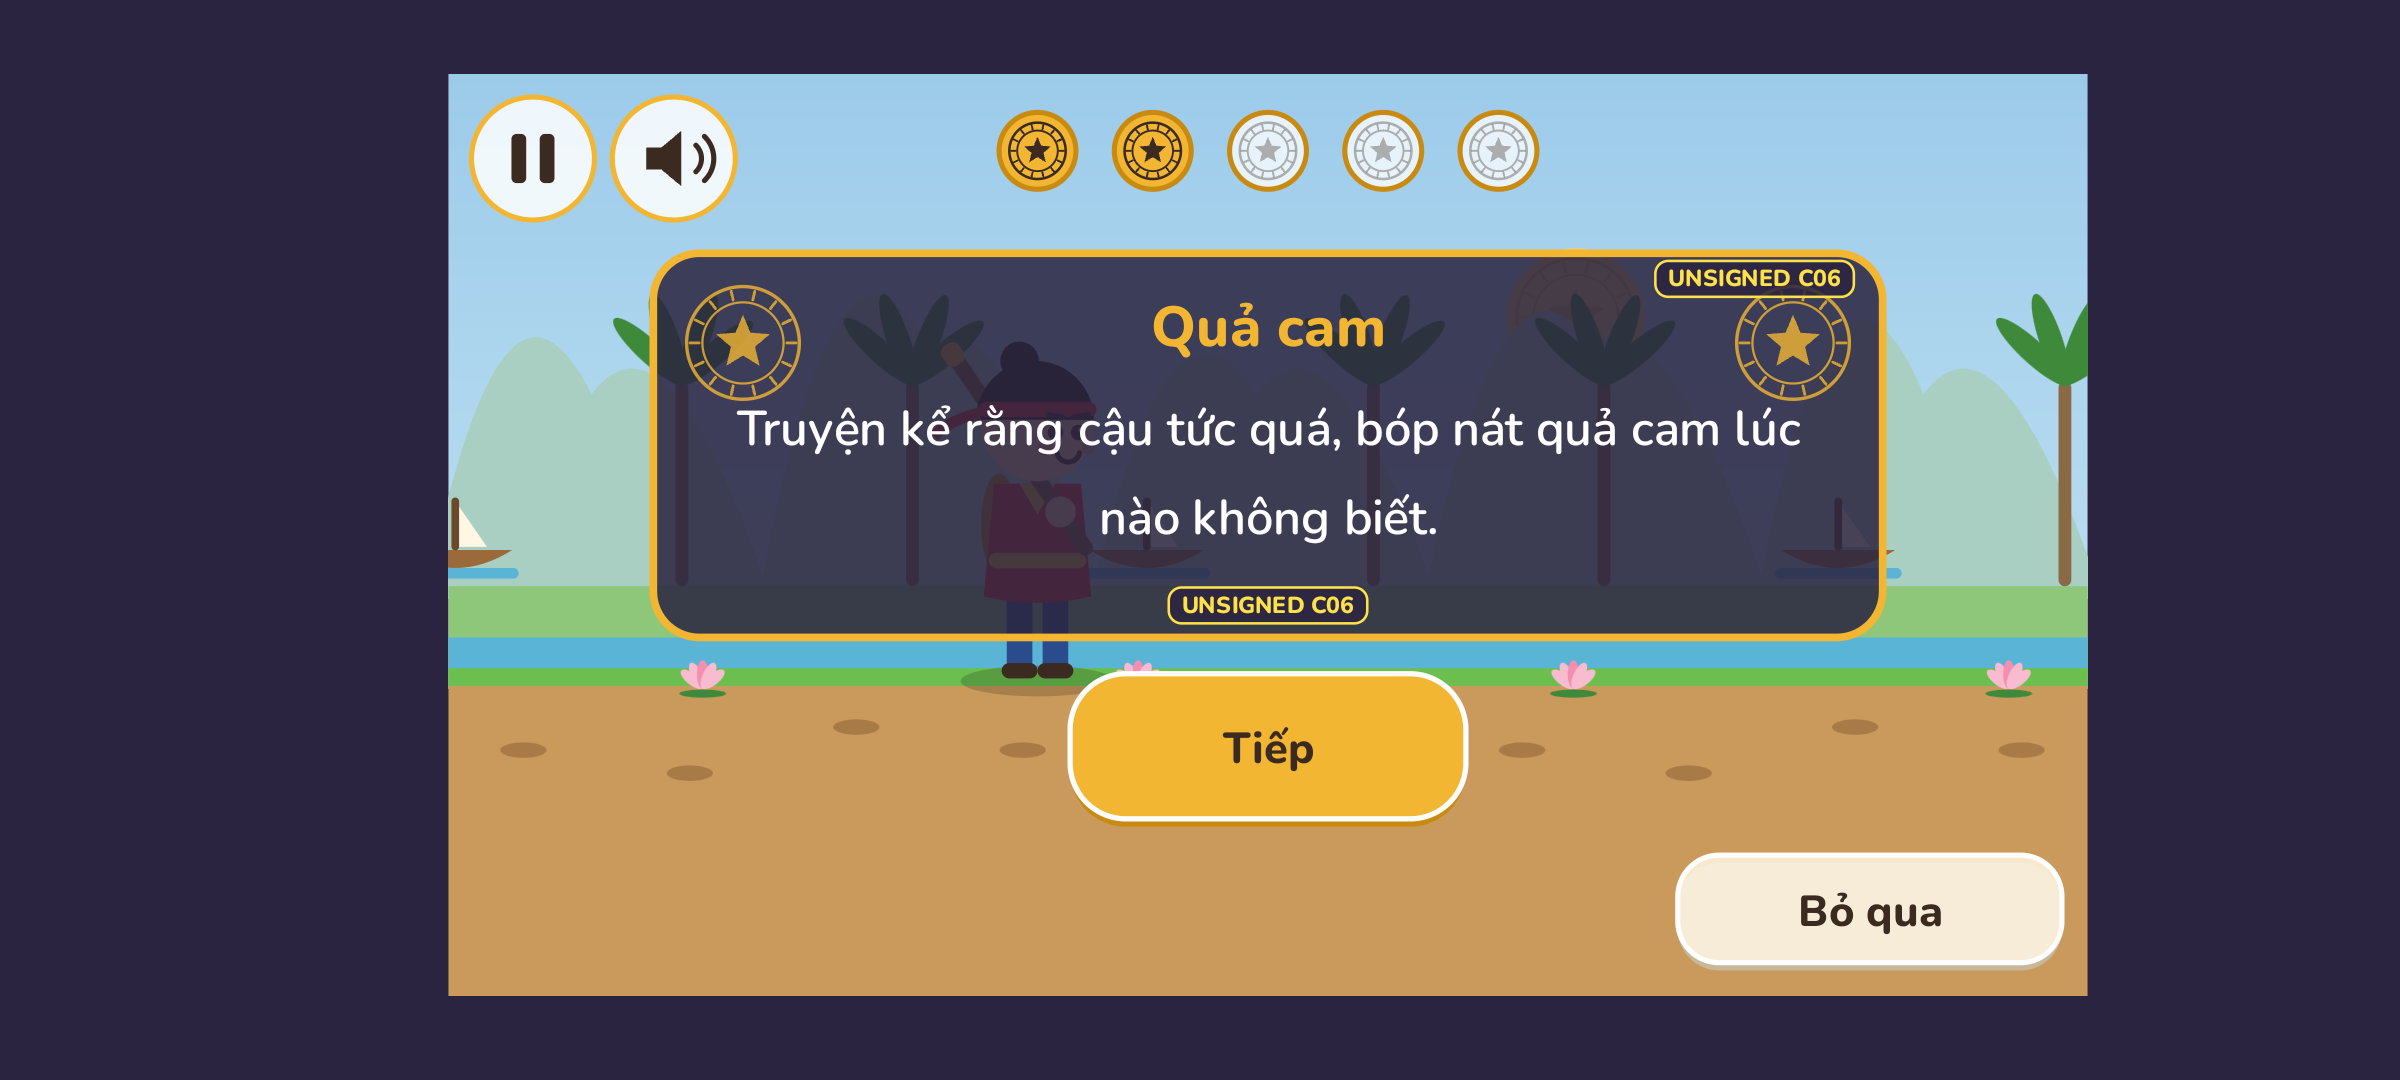 UNSIGNED C06
Quả cam
Truyện kể rằng cậu tức quá, bóp nát quả cam lúc
nào không biết.
UNSIGNED C06
Tiếp
Bỏ qua